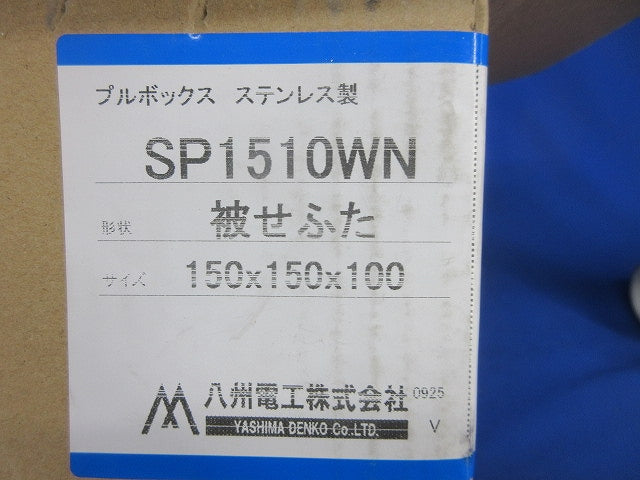 プルボックス ステンレス製
SP1510WN
形状 被せふた
サイズ 150x150x100
八州電工株式会社 0925
YASHIMA DENKO Co.LTD. V